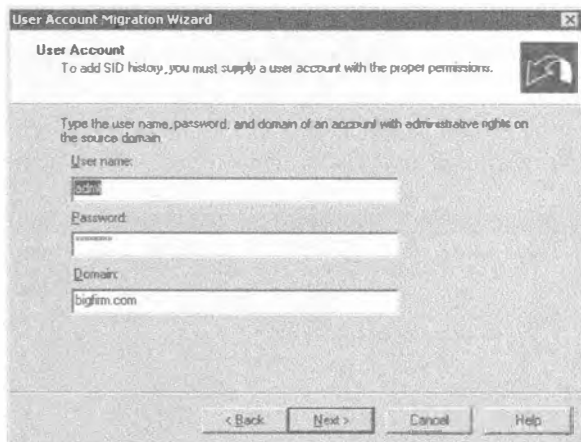 User Account Migration Wizard
User Account
To add SID history, you must supply a user account with the proper permissions.
Type the user name, password, and domain of an account with administrative rights on
the source domain
User name:
Password:
********
Domain:
bigfirm.com
< Back
Next >
Cancel
Help